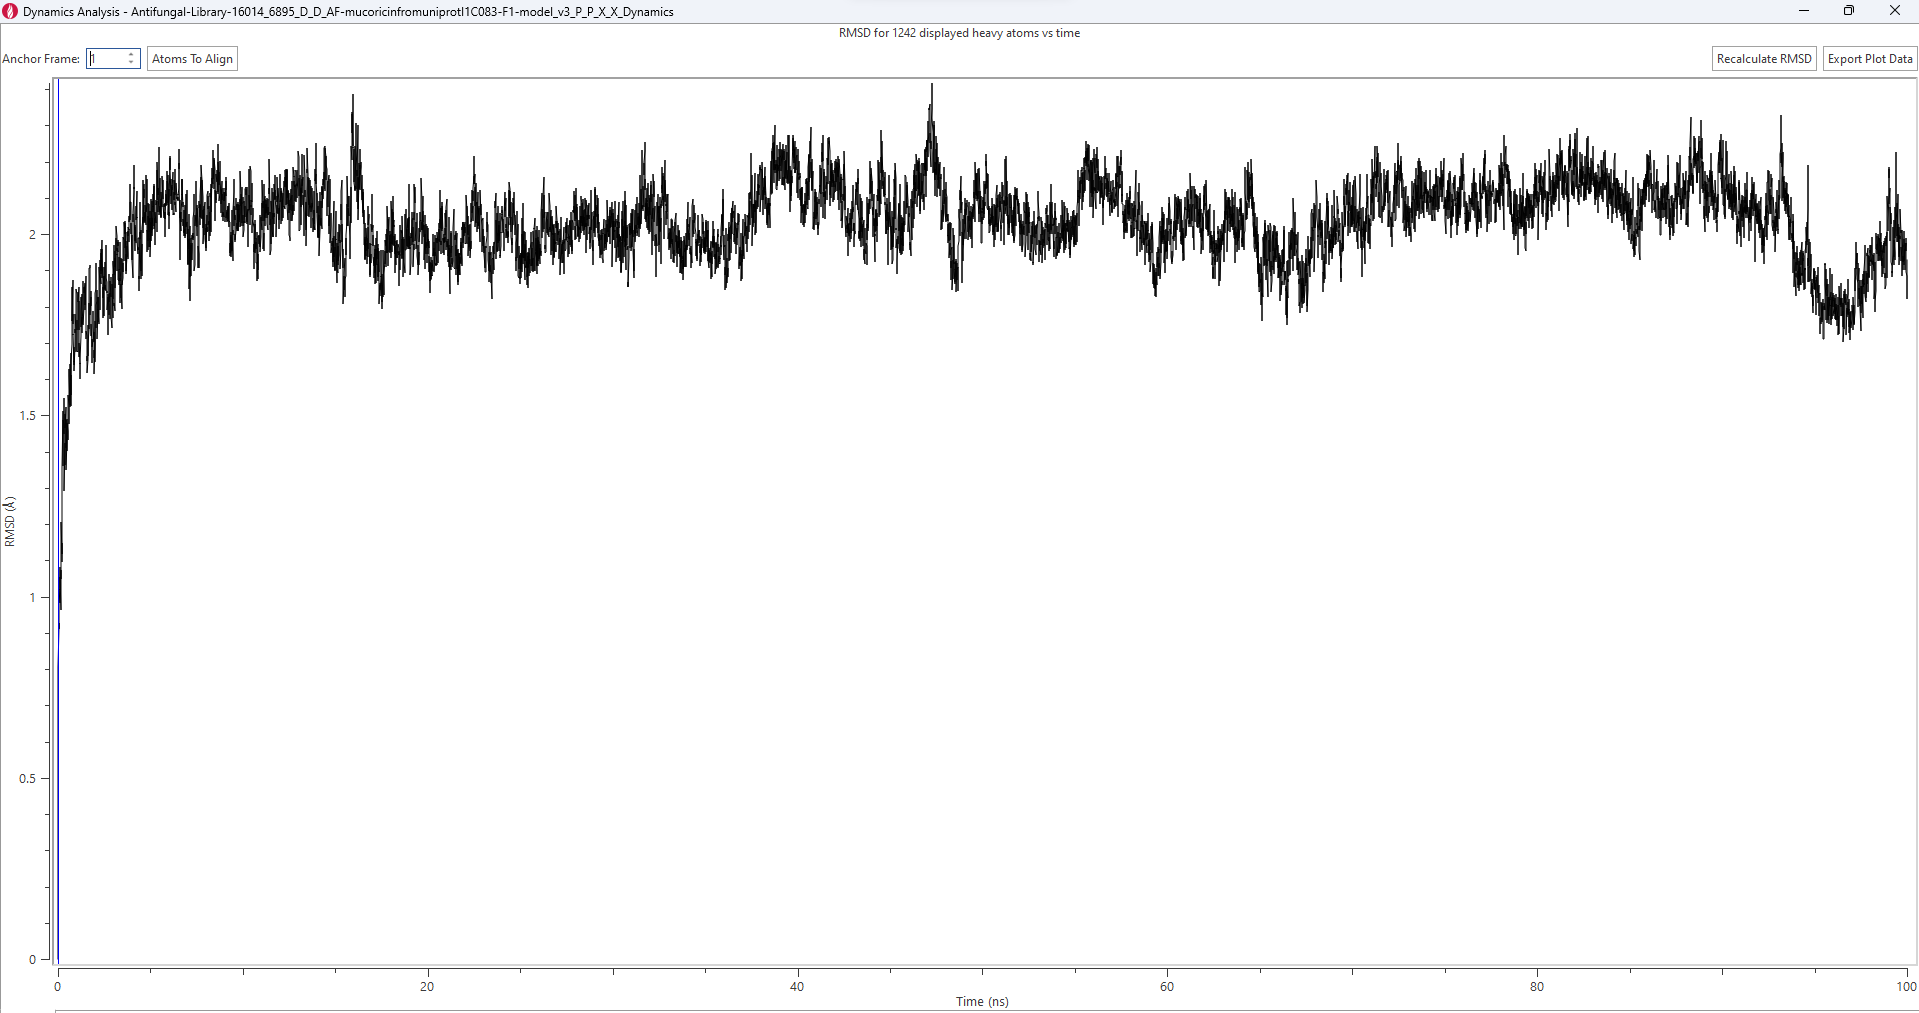 Dynamics Analysis - Antifungal-Library-16014_6895_D_D_AF-mucoricinfromuniprotI1C083-F1-model_v3_P_P_X_X_Dynamics
RMSD for 1242 displayed heavy atoms vs time
Anchor Frame: 1 Atoms To Align Recalculate RMSD Export Plot Data
2
1.5
RMSD (Å)
1
0.5
0
0 20 40 60 80 100
Time (ns)